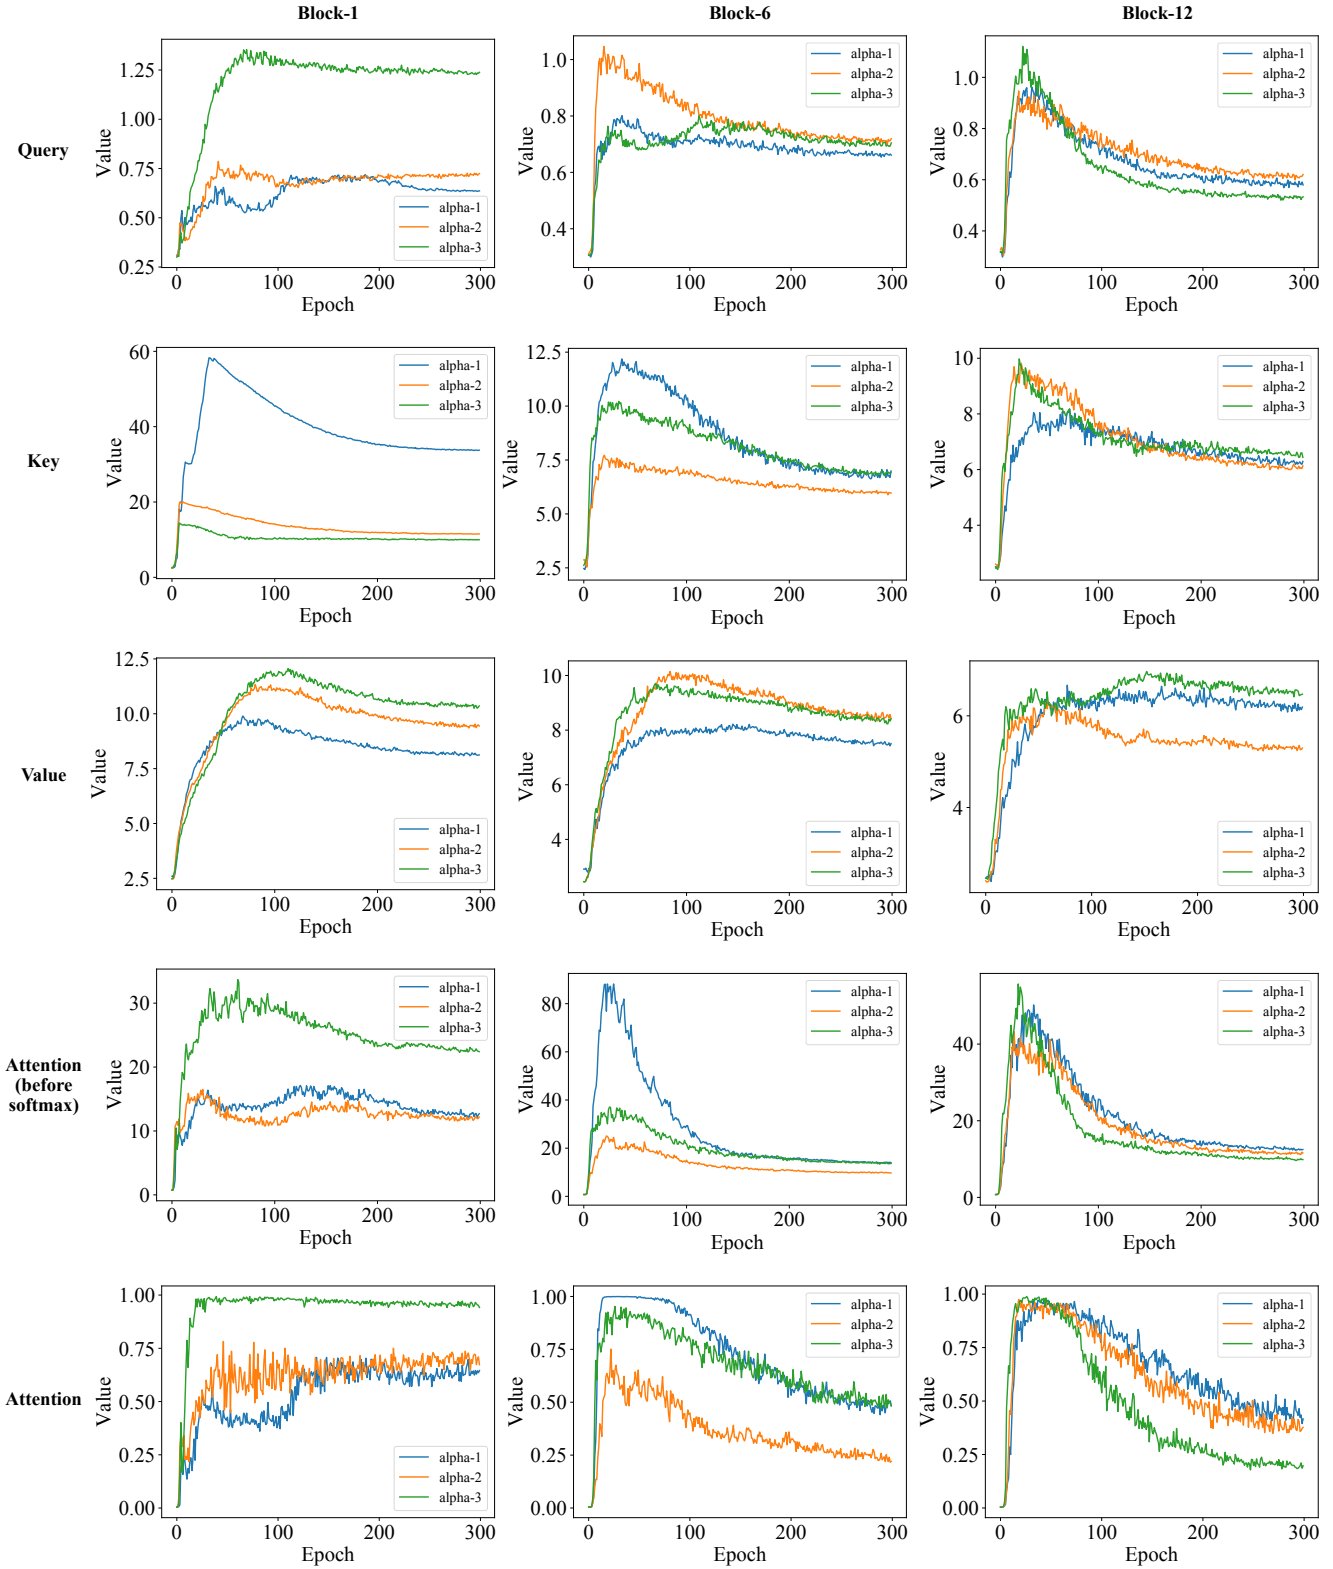 Block-1
Block-6
Block-12
Query
Value
1.25
1.00
0.75
0.50
0.25
0
100
200
300
Epoch
alpha-1
alpha-2
alpha-3
Value
1.0
0.8
0.6
0.4
0
100
200
300
Epoch
alpha-1
alpha-2
alpha-3
Value
1.0
0.8
0.6
0.4
0
100
200
300
Epoch
alpha-1
alpha-2
alpha-3
Key
Value
60
40
20
0
0
100
200
300
Epoch
alpha-1
alpha-2
alpha-3
Value
12.5
10.0
7.5
5.0
2.5
0
100
200
300
Epoch
alpha-1
alpha-2
alpha-3
Value
10
8
6
4
0
100
200
300
Epoch
alpha-1
alpha-2
alpha-3
Value
Value
12.5
10.0
7.5
5.0
2.5
0
100
200
300
Epoch
alpha-1
alpha-2
alpha-3
Value
10
8
6
4
0
100
200
300
Epoch
alpha-1
alpha-2
alpha-3
Value
6
4
0
100
200
300
Epoch
alpha-1
alpha-2
alpha-3
Attention
(before
softmax)
Value
30
20
10
0
0
100
200
300
Epoch
alpha-1
alpha-2
alpha-3
Value
80
60
40
20
0
0
100
200
300
Epoch
alpha-1
alpha-2
alpha-3
Value
40
20
0
0
100
200
300
Epoch
alpha-1
alpha-2
alpha-3
Attention
Value
1.00
0.75
0.50
0.25
0.00
0
100
200
300
Epoch
alpha-1
alpha-2
alpha-3
Value
1.00
0.75
0.50
0.25
0.00
0
100
200
300
Epoch
alpha-1
alpha-2
alpha-3
Value
1.00
0.75
0.50
0.25
0.00
0
100
200
300
Epoch
alpha-1
alpha-2
alpha-3